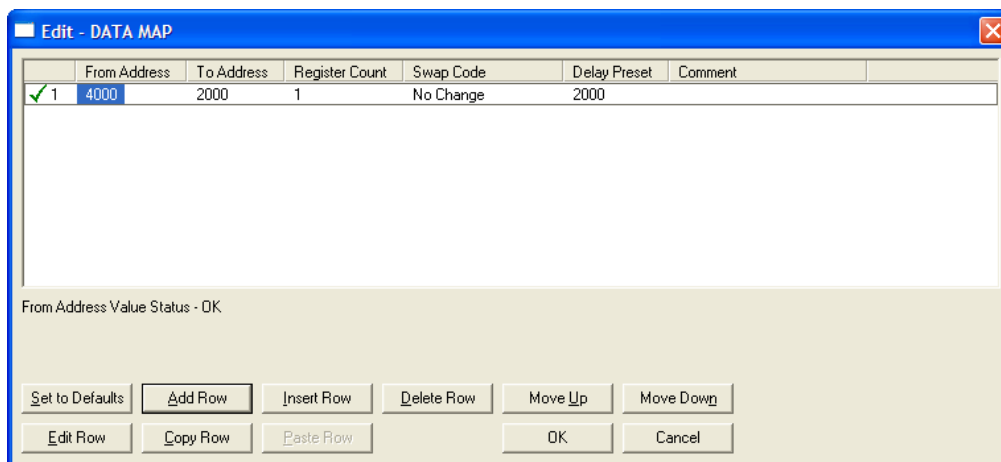 Edit - DATA MAP
From Address To Address Register Count Swap Code Delay Preset Comment
1 4000 2000 1 No Change 2000
From Address Value Status - OK
Set to Defaults Add Row Insert Row Delete Row Move Up Move Down
Edit Row Copy Row Paste Row OK Cancel